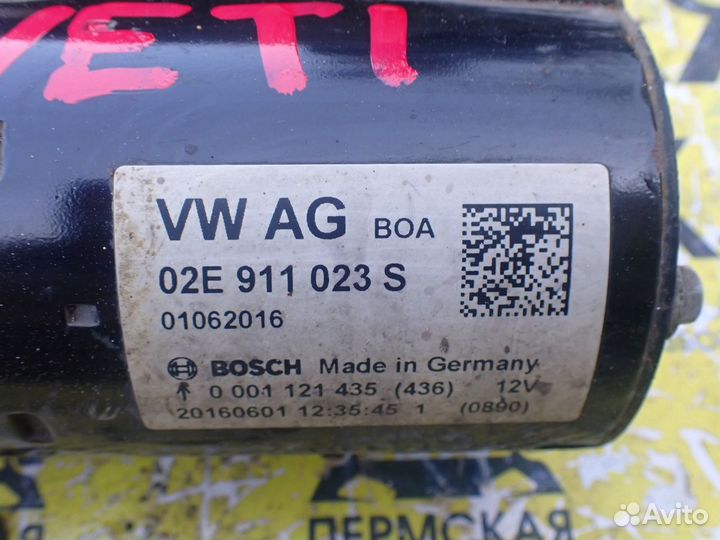 YETI
VW AG BOA
02E 911 023 S
01062016
BOSCH Made in Germany
0 001 121 435 (436) 12V
20160601 12:35:45 1 (0890)
ПЕРМСКАЯ
Avito